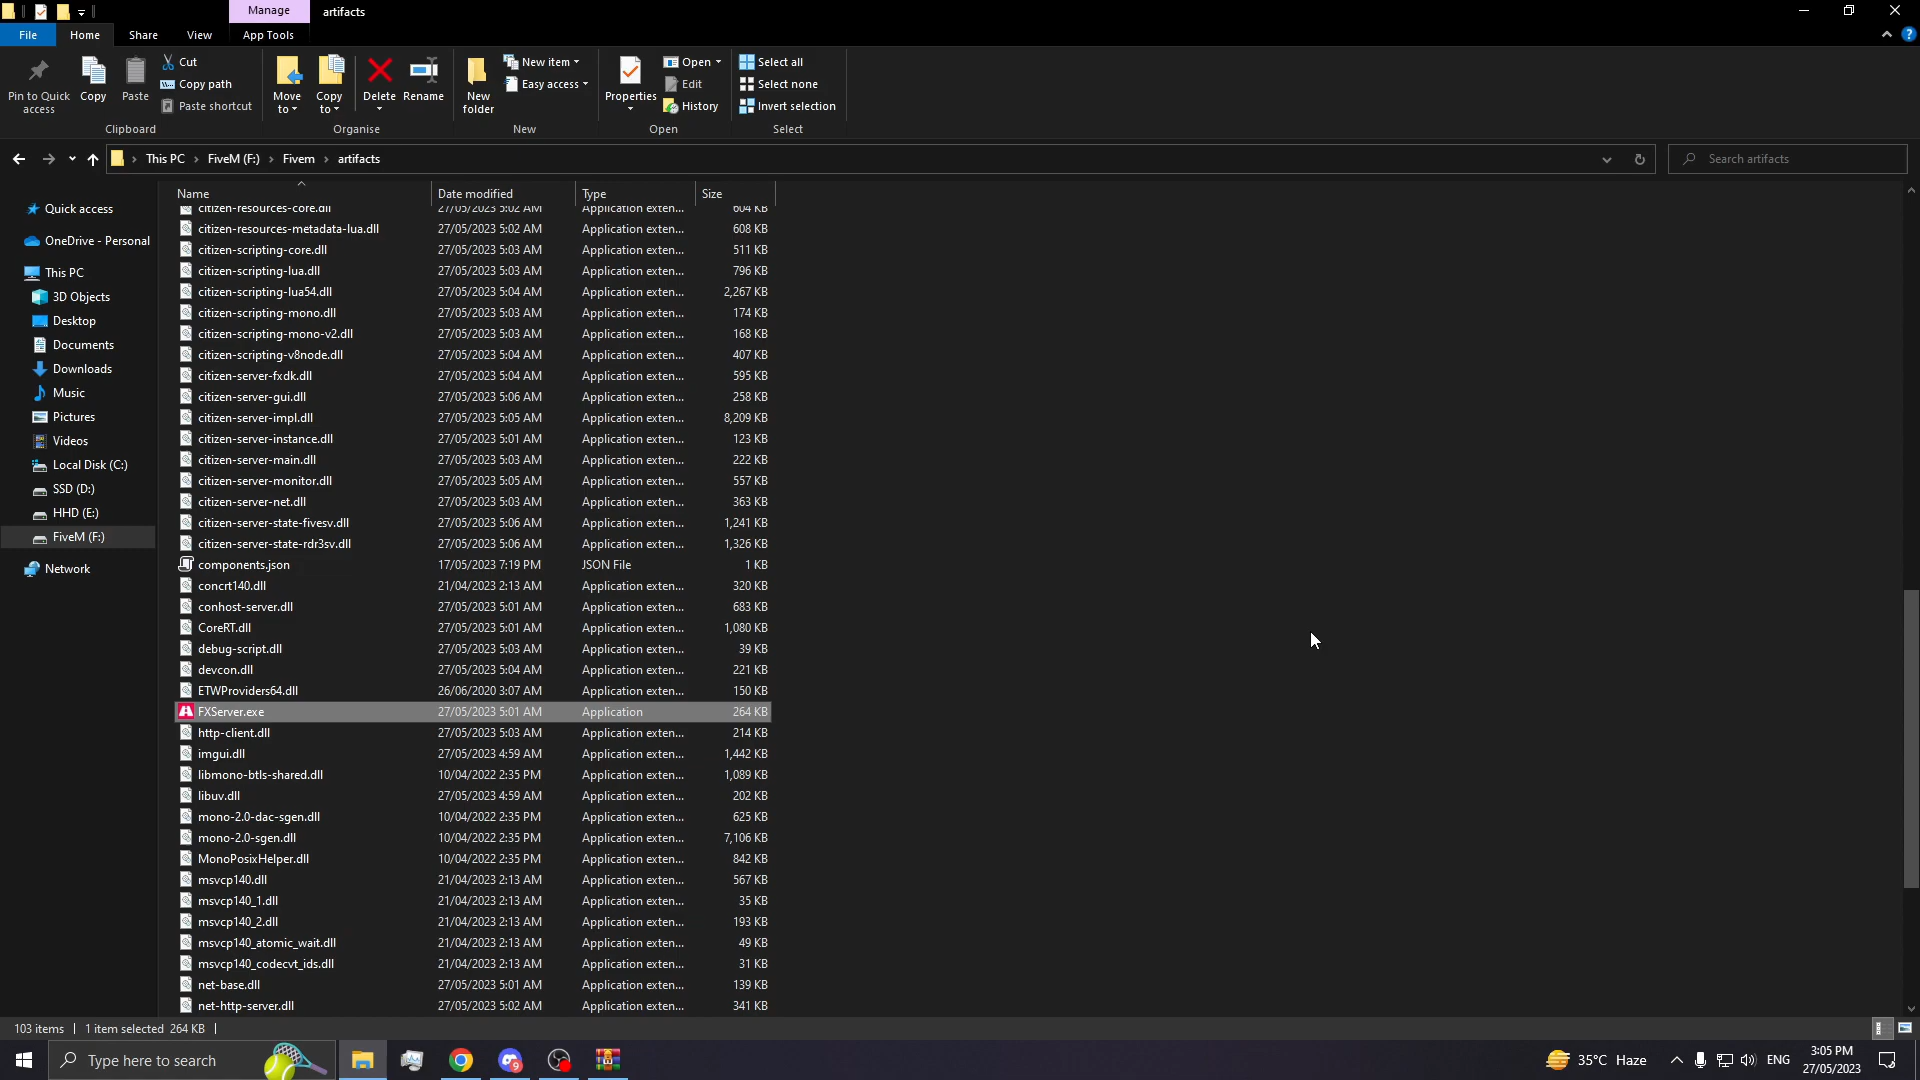 Manage
artifacts
File
Home
Share
View
App Tools
Pin to Quick
access
Copy
Paste
Cut
Copy path
Paste shortcut
Clipboard
Move
to
Copy
to
Delete
Rename
Organise
New
folder
New item
Easy access
New
Properties
Open
Edit
History
Open
Select all
Select none
Invert selection
Select
This PC > FiveM (F:) > Fivem > artifacts
Search artifacts
Quick access
OneDrive - Personal
This PC
3D Objects
Desktop
Documents
Downloads
Music
Pictures
Videos
Local Disk (C:)
SSD (D:)
HHD (E:)
FiveM (F:)
Network
Name Date modified Type Size
citizen-resources-core.dll 27/05/2023 5:02 AM Application exten... 604 KB
citizen-resources-metadata-lua.dll 27/05/2023 5:02 AM Application exten... 608 KB
citizen-scripting-core.dll 27/05/2023 5:03 AM Application exten... 511 KB
citizen-scripting-lua.dll 27/05/2023 5:03 AM Application exten... 796 KB
citizen-scripting-lua54.dll 27/05/2023 5:04 AM Application exten... 2,267 KB
citizen-scripting-mono.dll 27/05/2023 5:03 AM Application exten... 174 KB
citizen-scripting-mono-v2.dll 27/05/2023 5:03 AM Application exten... 168 KB
citizen-scripting-v8node.dll 27/05/2023 5:04 AM Application exten... 407 KB
citizen-server-fxdk.dll 27/05/2023 5:04 AM Application exten... 595 KB
citizen-server-gui.dll 27/05/2023 5:06 AM Application exten... 258 KB
citizen-server-impl.dll 27/05/2023 5:05 AM Application exten... 8,209 KB
citizen-server-instance.dll 27/05/2023 5:01 AM Application exten... 123 KB
citizen-server-main.dll 27/05/2023 5:03 AM Application exten... 222 KB
citizen-server-monitor.dll 27/05/2023 5:05 AM Application exten... 557 KB
citizen-server-net.dll 27/05/2023 5:03 AM Application exten... 363 KB
citizen-server-state-fivesv.dll 27/05/2023 5:06 AM Application exten... 1,241 KB
citizen-server-state-rdr3sv.dll 27/05/2023 5:06 AM Application exten... 1,326 KB
components.json 17/05/2023 7:19 PM JSON File 1 KB
concrt140.dll 21/04/2023 2:13 AM Application exten... 320 KB
conhost-server.dll 27/05/2023 5:01 AM Application exten... 683 KB
CoreRT.dll 27/05/2023 5:01 AM Application exten... 1,080 KB
debug-script.dll 27/05/2023 5:03 AM Application exten... 39 KB
devcon.dll 27/05/2023 5:04 AM Application exten... 221 KB
ETWProviders64.dll 26/06/2020 3:07 AM Application exten... 150 KB
FXServer.exe 27/05/2023 5:01 AM Application 264 KB
http-client.dll 27/05/2023 5:03 AM Application exten... 214 KB
imgui.dll 27/05/2023 4:59 AM Application exten... 1,442 KB
libmono-btls-shared.dll 10/04/2022 2:35 PM Application exten... 1,089 KB
libuv.dll 27/05/2023 4:59 AM Application exten... 202 KB
mono-2.0-dac-sgen.dll 10/04/2022 2:35 PM Application exten... 625 KB
mono-2.0-sgen.dll 10/04/2022 2:35 PM Application exten... 7,106 KB
MonoPosixHelper.dll 10/04/2022 2:35 PM Application exten... 842 KB
msvcp140.dll 21/04/2023 2:13 AM Application exten... 567 KB
msvcp140_1.dll 21/04/2023 2:13 AM Application exten... 35 KB
msvcp140_2.dll 21/04/2023 2:13 AM Application exten... 193 KB
msvcp140_atomic_wait.dll 21/04/2023 2:13 AM Application exten... 49 KB
msvcp140_codecvt_ids.dll 21/04/2023 2:13 AM Application exten... 31 KB
net-base.dll 27/05/2023 5:01 AM Application exten... 139 KB
net-http-server.dll 27/05/2023 5:02 AM Application exten... 341 KB
103 items | 1 item selected 264 KB |
Type here to search
9
35°C Haze
ENG
3:05 PM
27/05/2023